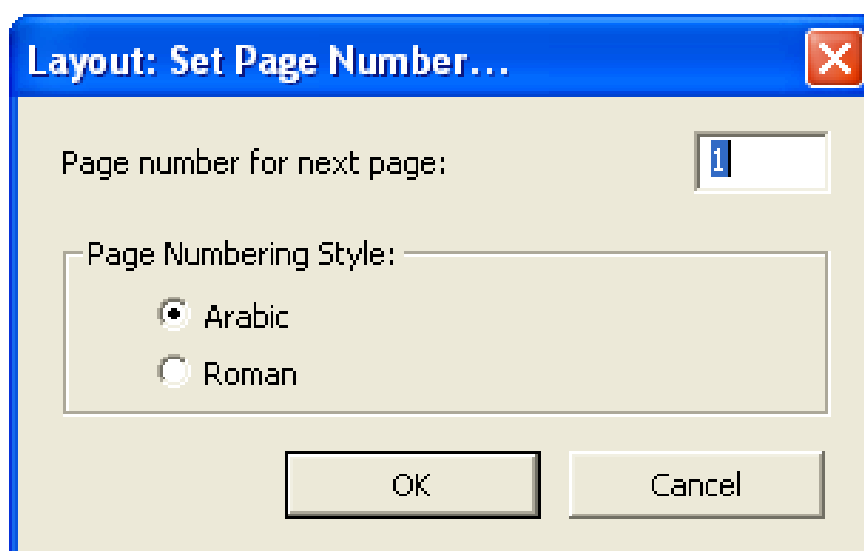 Layout: Set Page Number...
Page number for next page: 1
Page Numbering Style:
Arabic
Roman
OK Cancel